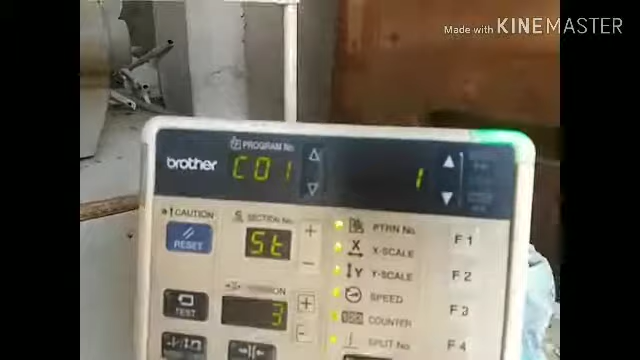 Made with KINEMASTER
PROGRAM No.
brother C01 1
CAUTION SECTION No. PTRN No. F1
RESET St X X-SCALE
Y Y-SCALE F2
SPEED
TEST 3 COUNTER F3
SPLIT No. F4